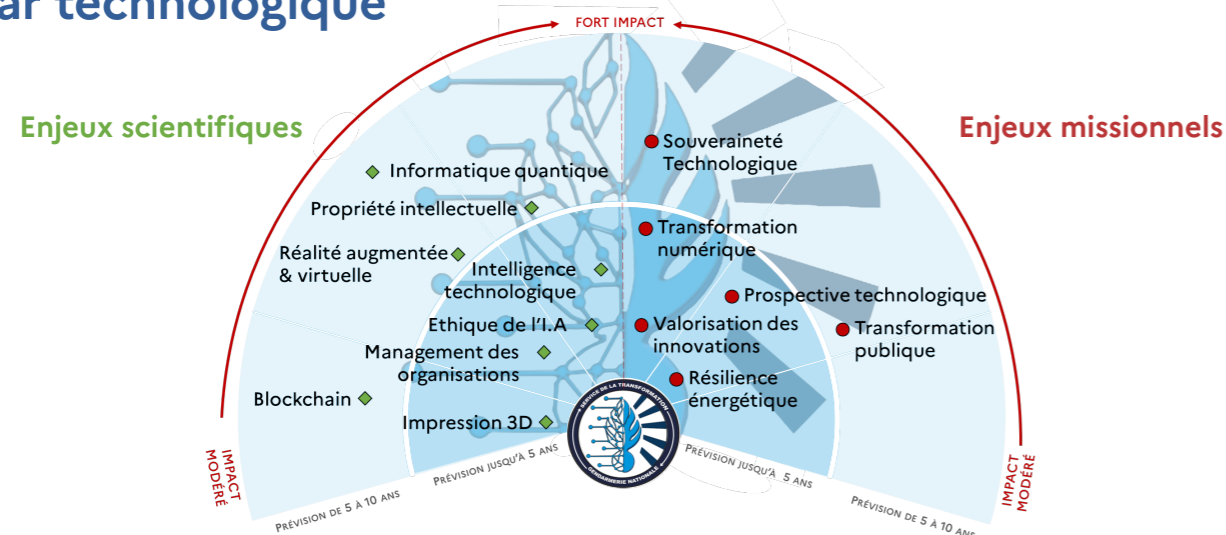 ar technologique
FORT IMPACT
Enjeux scientifiques
Enjeux missionnels
Souveraineté
Technologique
Informatique quantique
Propriété intellectuelle
Transformation
numérique
Réalité augmentée
& virtuelle
Intelligence
technologique
Prospective technologique
Ethique de l'I.A
Valorisation des
innovations
Transformation
publique
Management des
organisations
Résilience
énergétique
Blockchain
Impression 3D
SERVICE DE LA TRANSFORMATION
GENDARMERIE NATIONALE
IMPACT
MODÉRÉ
PRÉVISION DE 5 À 10 ANS
PRÉVISION JUSQU'À 5 ANS
PRÉVISION JUSQU'À 5 ANS
PRÉVISION DE 5 À 10 ANS
IMPACT
MODÉRÉ